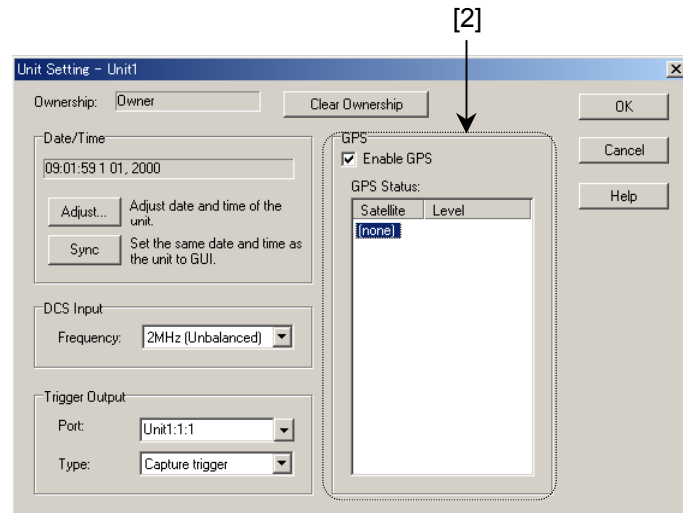 [2]
Unit Setting - Unit1
Ownership: Owner Clear Ownership
OK
Cancel
Help
Date/Time
09:01:59 1 01, 2000
Adjust... Adjust date and time of the
unit.
Sync Set the same date and time as
the unit to GUI.
DCS Input
Frequency: 2MHz (Unbalanced)
Trigger Output
Port: Unit1:1:1
Type: Capture trigger
GPS
Enable GPS
GPS Status:
Satellite Level
(none)